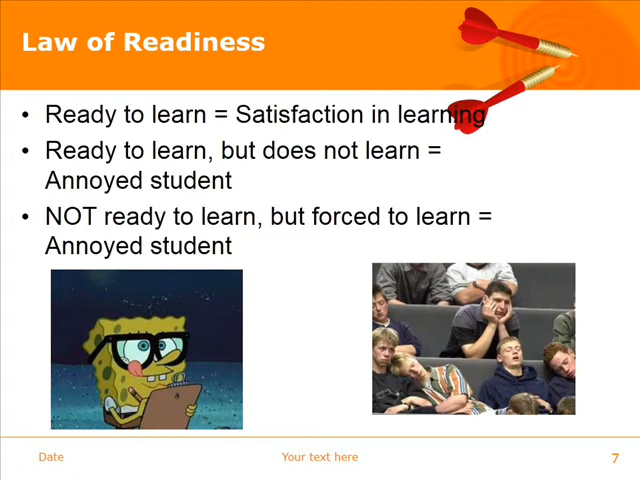 Law of Readiness
• Ready to learn = Satisfaction in learning
• Ready to learn, but does not learn =
Annoyed student
• NOT ready to learn, but forced to learn =
Annoyed student
Date
Your text here
7